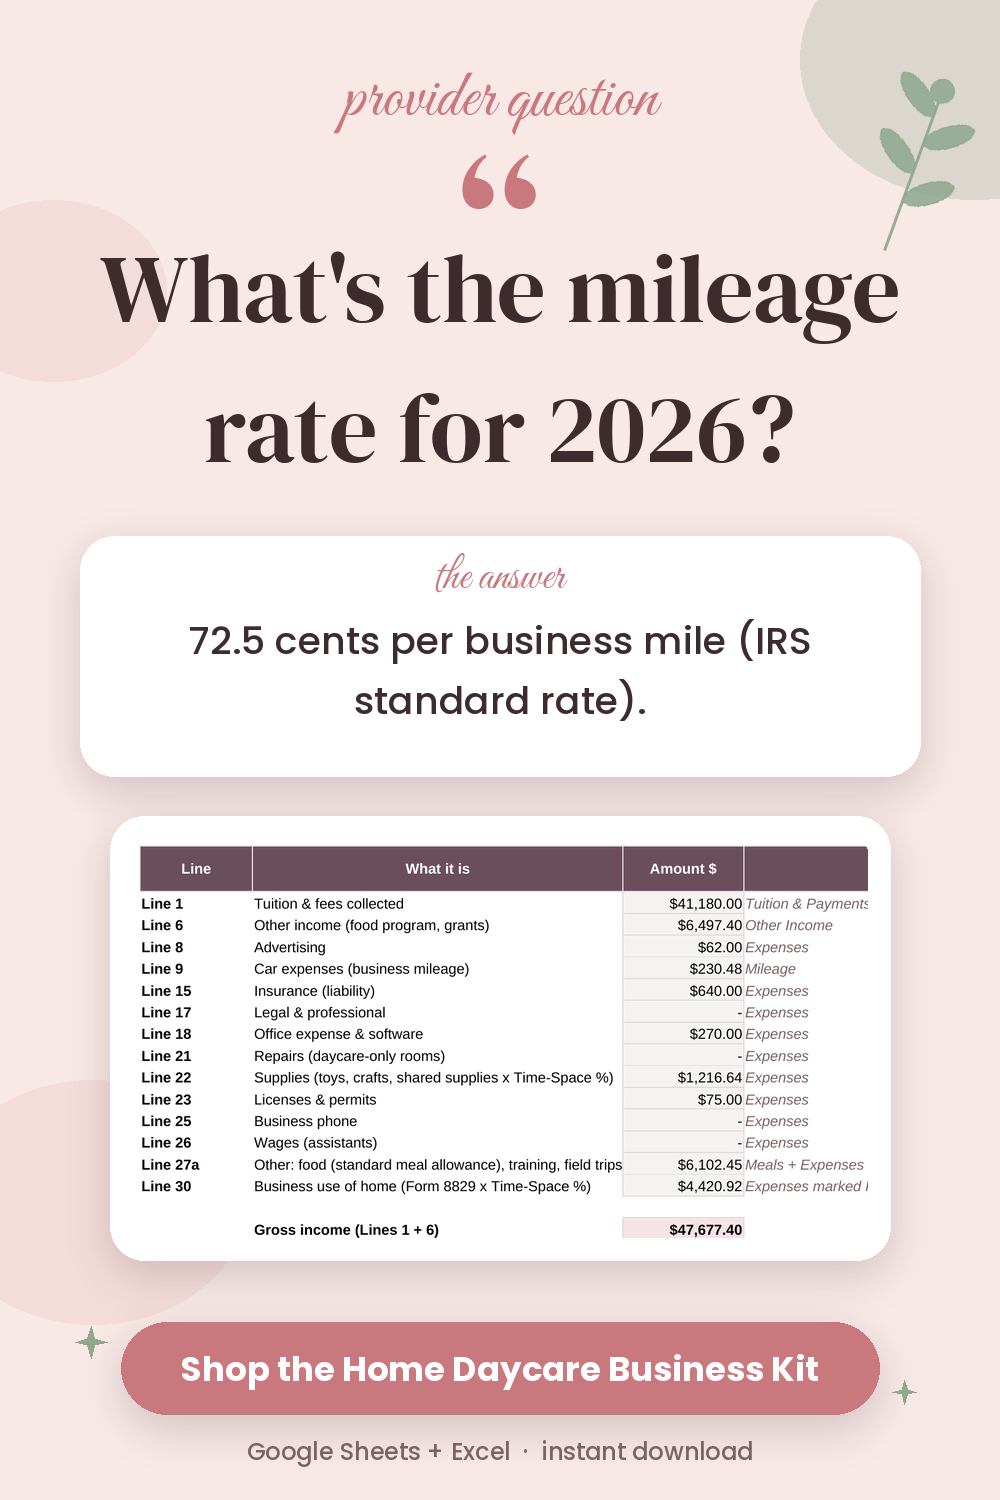 provider question
“
What's the mileage
rate for 2026?
the answer
72.5 cents per business mile (IRS
standard rate).
Line What it is Amount $
Line 1 Tuition & fees collected $41,180.00 Tuition & Payments
Line 6 Other income (food program, grants) $6,497.40 Other Income
Line 8 Advertising $62.00 Expenses
Line 9 Car expenses (business mileage) $230.48 Mileage
Line 15 Insurance (liability) $640.00 Expenses
Line 17 Legal & professional - Expenses
Line 18 Office expense & software $270.00 Expenses
Line 21 Repairs (daycare-only rooms) - Expenses
Line 22 Supplies (toys, crafts, shared supplies x Time-Space %) $1,216.64 Expenses
Line 23 Licenses & permits $75.00 Expenses
Line 25 Business phone - Expenses
Line 26 Wages (assistants) - Expenses
Line 27a Other: food (standard meal allowance), training, field trips $6,102.45 Meals + Expenses
Line 30 Business use of home (Form 8829 x Time-Space %) $4,420.92 Expenses marked
Gross income (Lines 1 + 6) $47,677.40
Shop the Home Daycare Business Kit
Google Sheets + Excel · instant download